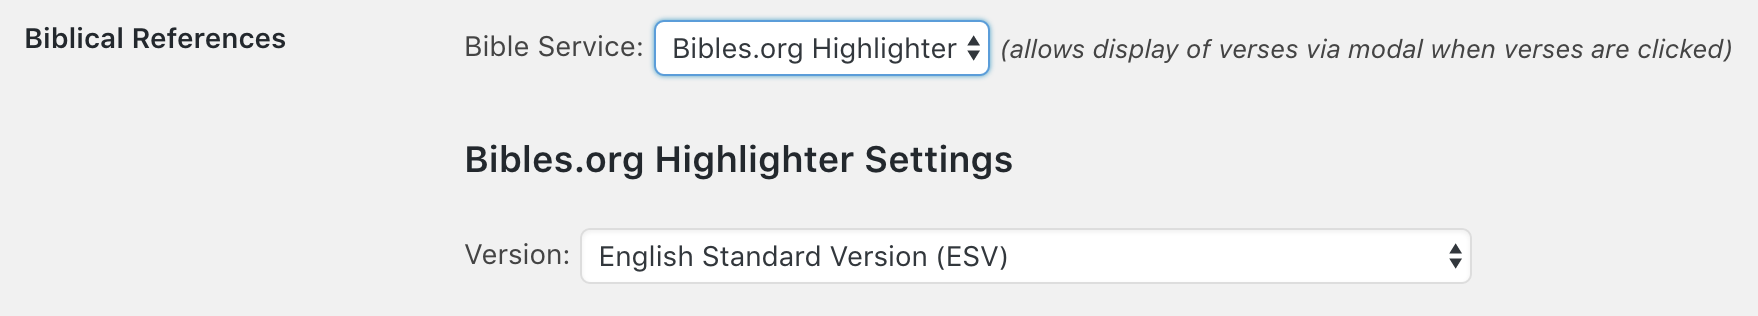 Biblical References
Bible Service: Bibles.org Highlighter (allows display of verses via modal when verses are clicked)
Bibles.org Highlighter Settings
Version: English Standard Version (ESV)